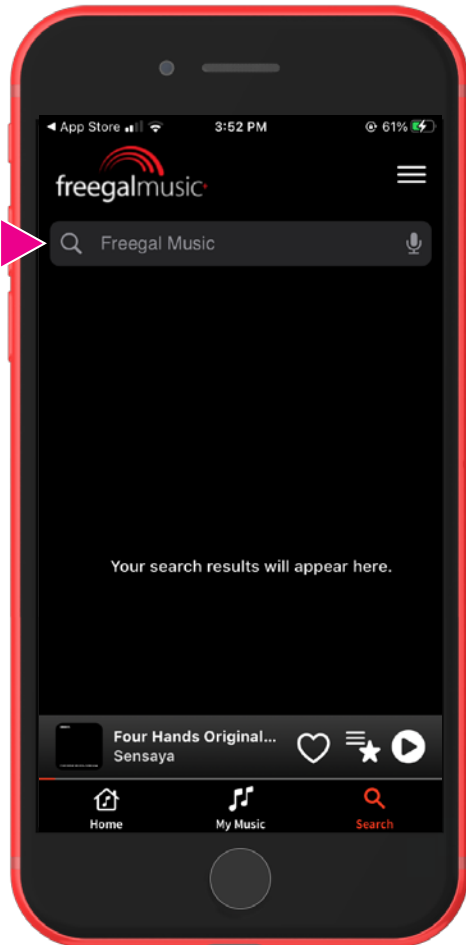 App Store
3:52 PM
61%
freegalmusic
Freegal Music
Your search results will appear here.
Four Hands Original...
Sensaya
Home
My Music
Search